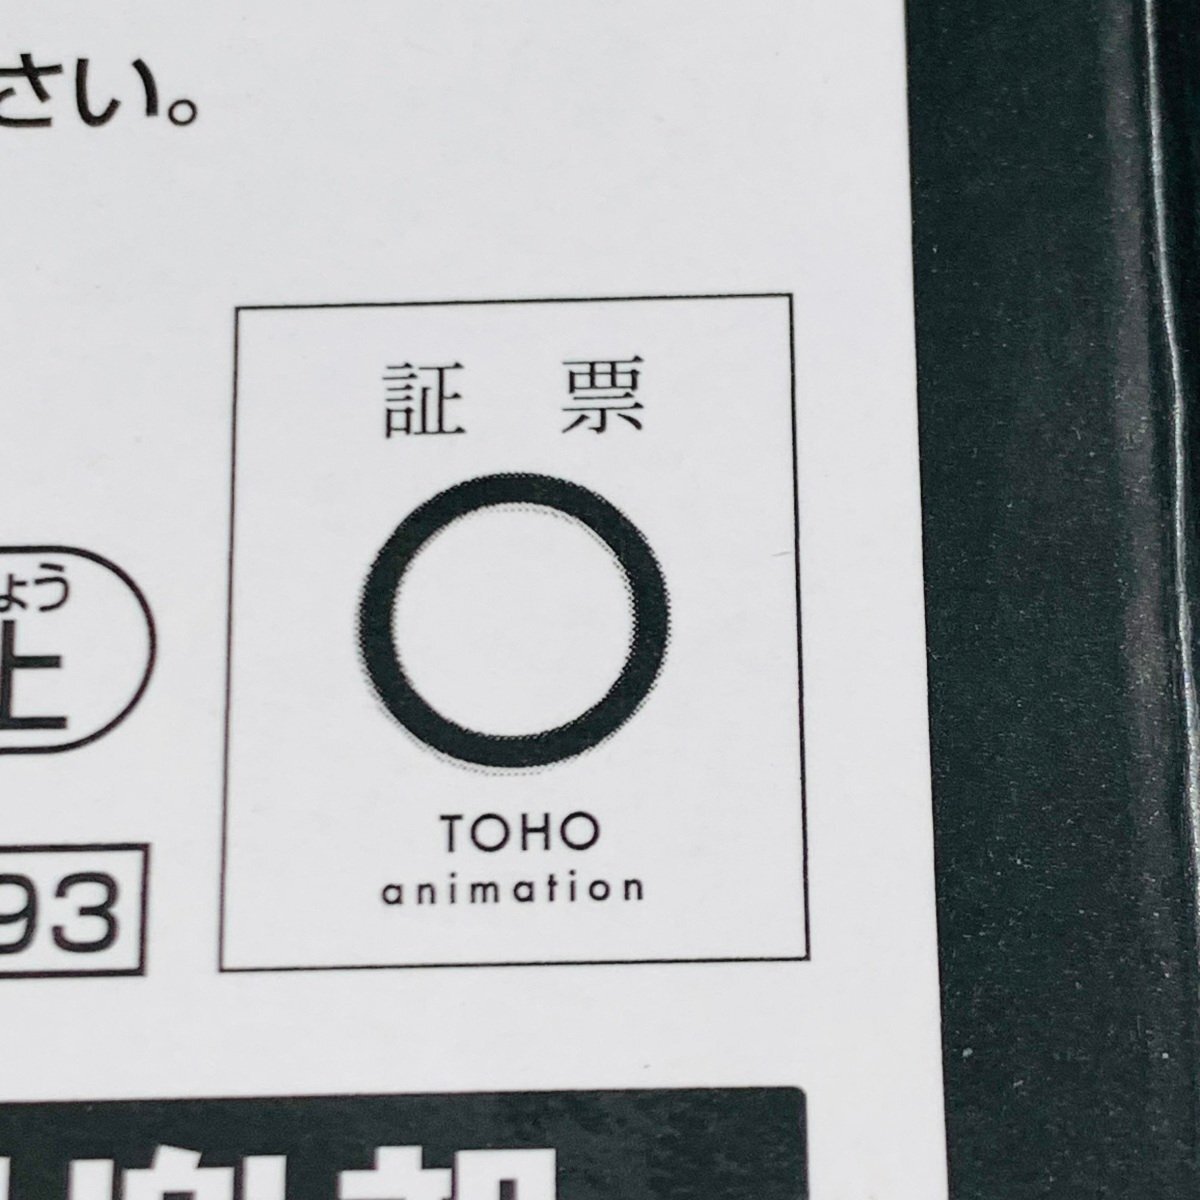 さい。
証 票
TOHO
animation
ょう
上
93